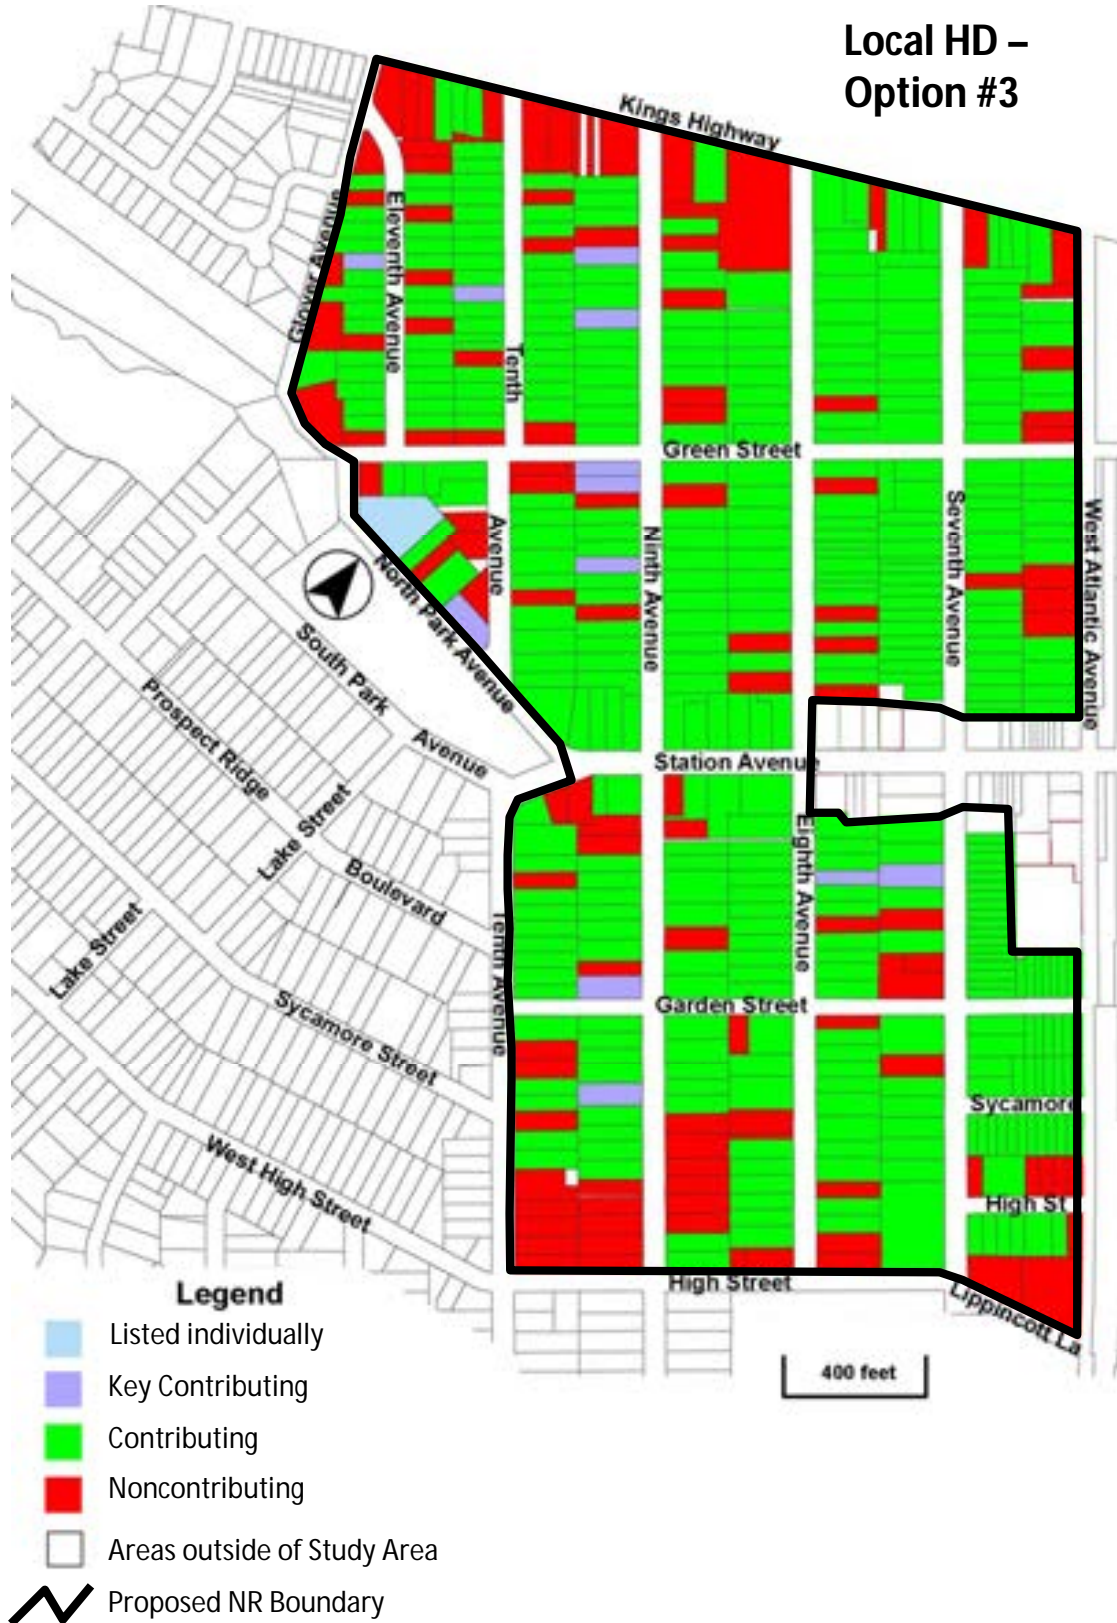 Local HD –
Option #3
Kings Highway
Glover Avenue
Eleventh Avenue
Tenth
Green Street
Avenue
Ninth Avenue
Seventh Avenue
West Atlantic Avenue
North Park Avenue
South Park
Avenue
Prospect Ridge
Boulevard
Lake Street
Lake Street
Station Avenue
Eighth Avenue
Tenth Avenue
Garden Street
Sycamore Street
Sycamore
West High Street
High St
High Street
Lippincott La
400 feet
Legend
Listed individually
Key Contributing
Contributing
Noncontributing
Areas outside of Study Area
Proposed NR Boundary